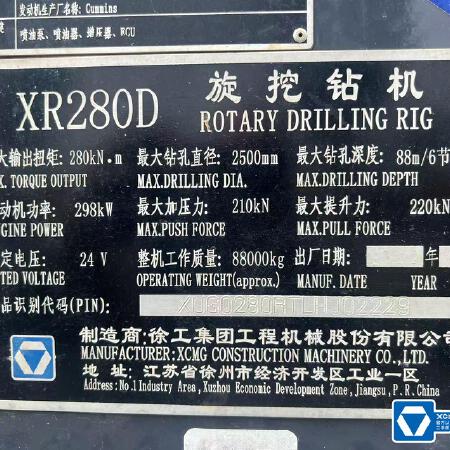 发动机生产厂名称: Cummins
喷油泵、喷油器、增压器、ECU
XR280D 旋挖钻机
ROTARY DRILLING RIG
大输出扭矩: 280kN·m 最大钻孔直径: 2500mm 最大钻孔深度: 88m/6节
X. TORQUE OUTPUT MAX.DRILLING DIA. MAX.DRILLING DEPTH
动机功率: 298kW 最大加压力: 210kN 最大提升力: 220kN
GINE POWER MAX.PUSH FORCE MAX.PULL FORCE
定电压: 24 V 整机工作质量: 88000kg 出厂日期: 年
TED VOLTAGE OPERATING WEIGHT(approx.) MANUF. DATE YEAR
品识别代码(PIN):
制造商:徐工集团工程机械股份有限公司
MANUFACTURER:XCMG CONSTRUCTION MACHINERY CO.,LTD.
地 址: 江苏省徐州市经济开发区工业一区
Address:No.1 Industry Area, Xuzhou Economic Development Zone, Jiangsu, P.R.China